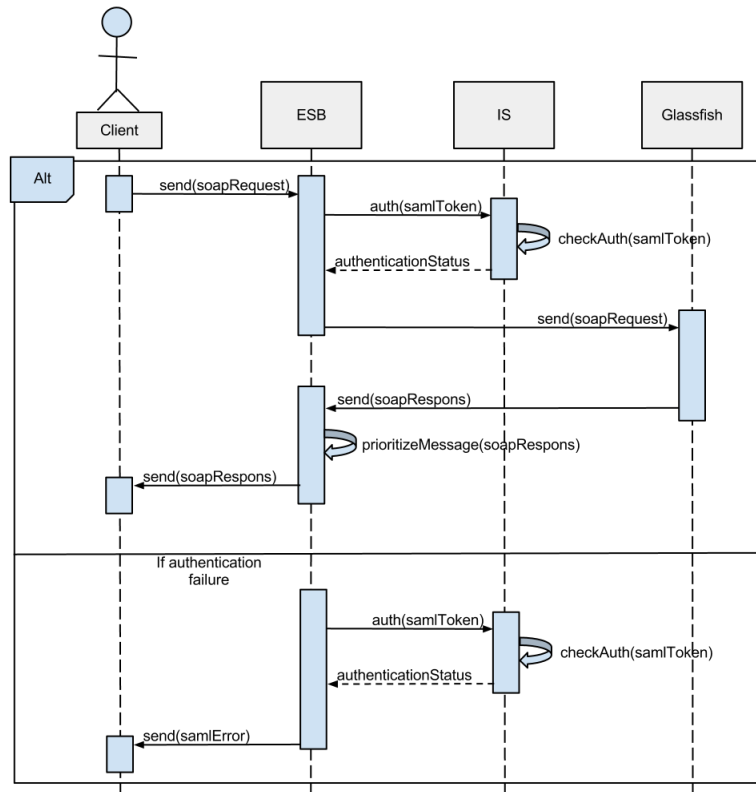 Client
ESB
IS
Glassfish
Alt
send(soapRequest)
auth(samlToken)
checkAuth(samlToken)
authenticationStatus
send(soapRequest)
send(soapRespons)
prioritizeMessage(soapRespons)
send(soapRespons)
If authentication
failure
auth(samlToken)
checkAuth(samlToken)
authenticationStatus
send(samlError)